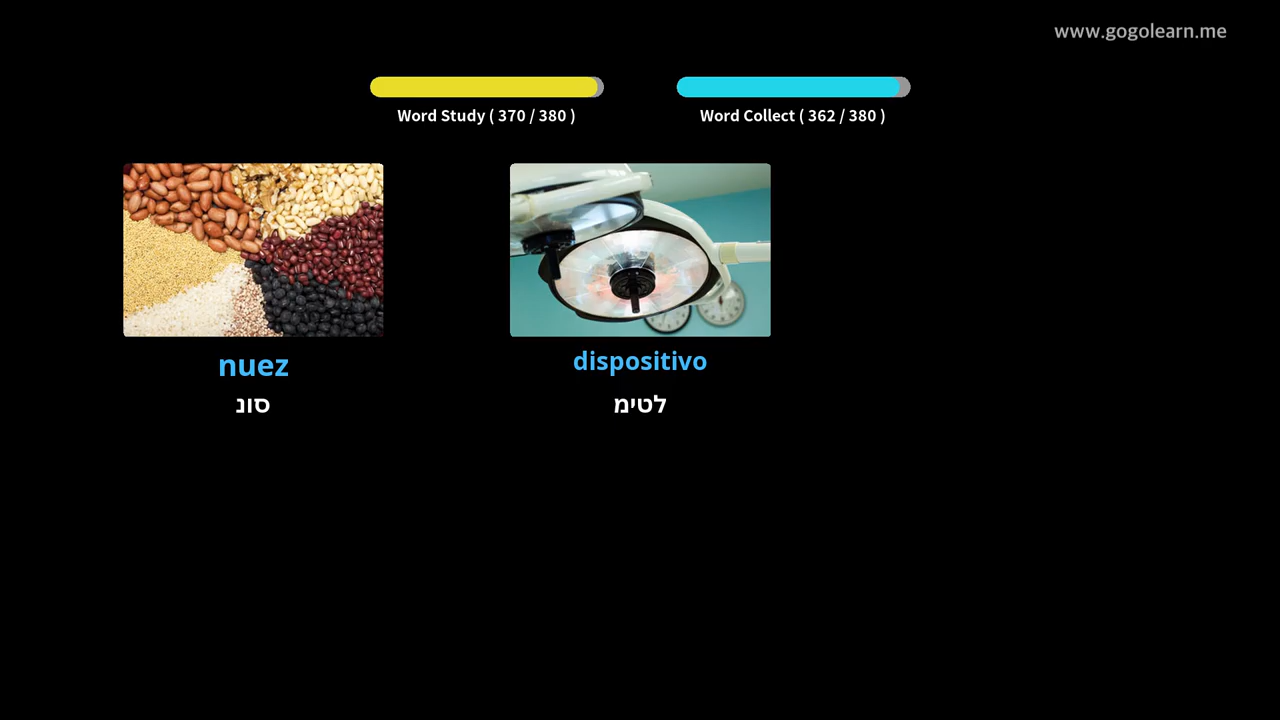 www.gogolearn.me
Word Study ( 370 / 380 )
Word Collect ( 362 / 380 )
nuez
סונ
dispositivo
לטימ